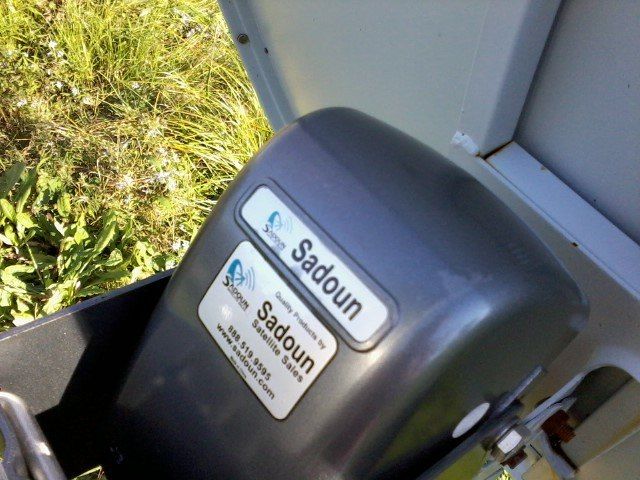 SADOUN
Sadoun
SADOUN
Quality Products by
Sadoun
Satellite Sales
888 519 9595
www.sadoun.com